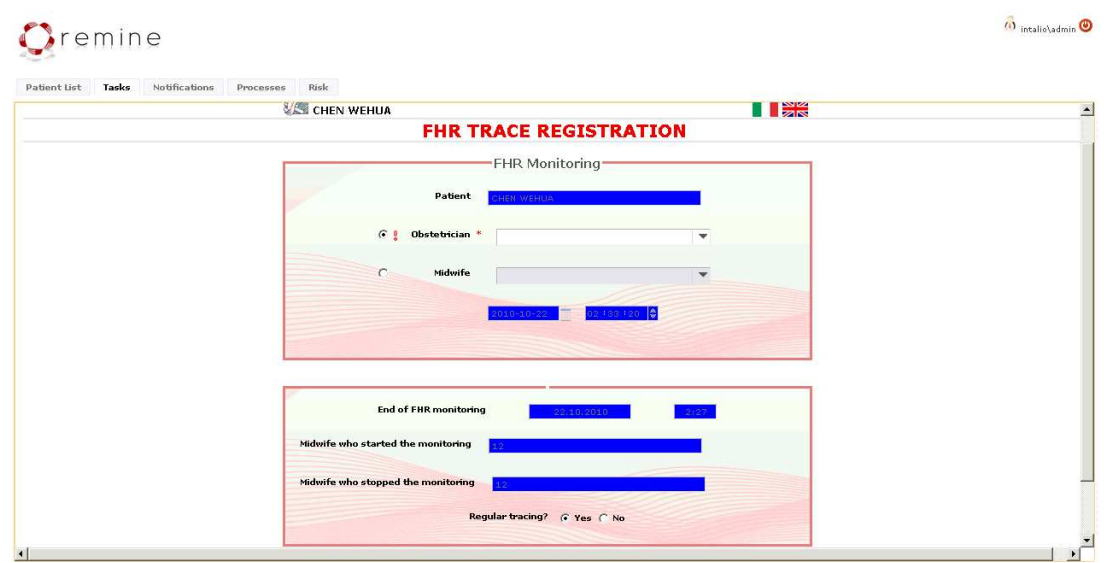 remine
intalio\admin
Patient List Tasks Notifications Processes Risk
CHEN WEHUA
FHR TRACE REGISTRATION
FHR Monitoring
Patient CHEN WEHUA
Obstetrician *
Midwife
2010-10-22 02:33:20
End of FHR monitoring 22.10.2010 2:27
Midwife who started the monitoring 12
Midwife who stopped the monitoring 12
Regular tracing? Yes No